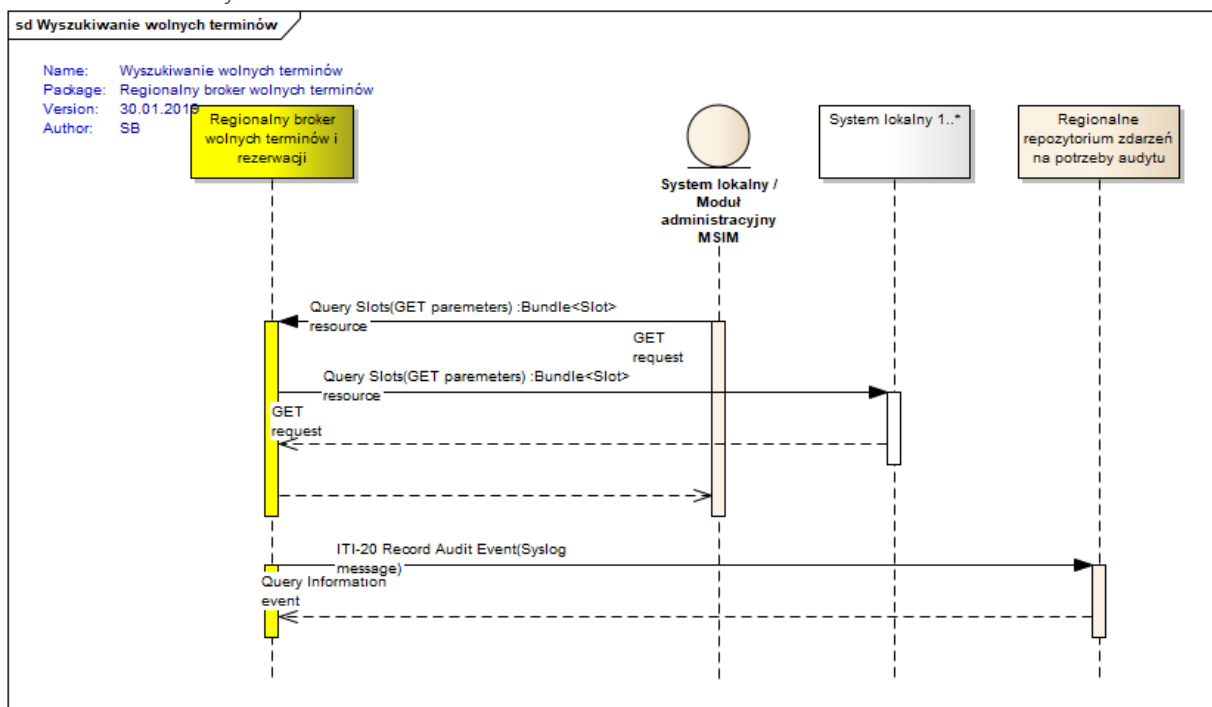 sd Wyszukiwanie wolnych terminów
Name: Wyszukiwanie wolnych terminów
Package: Regionalny broker wolnych terminów
Version: 30.01.2019
Author: SB
Regionalny broker
wolnych terminów i
rezerwacji
System lokalny /
Moduł
administracyjny
MSIM
System lokalny 1..*
Regionalne
repozytorium zdarzeń
na potrzeby audytu
Query Slots(GET paremeters) :Bundle<Slot>
resource
GET
request
Query Slots(GET paremeters) :Bundle<Slot>
resource
GET
request
ITI-20 Record Audit Event(Syslog
message)
Query Information
event